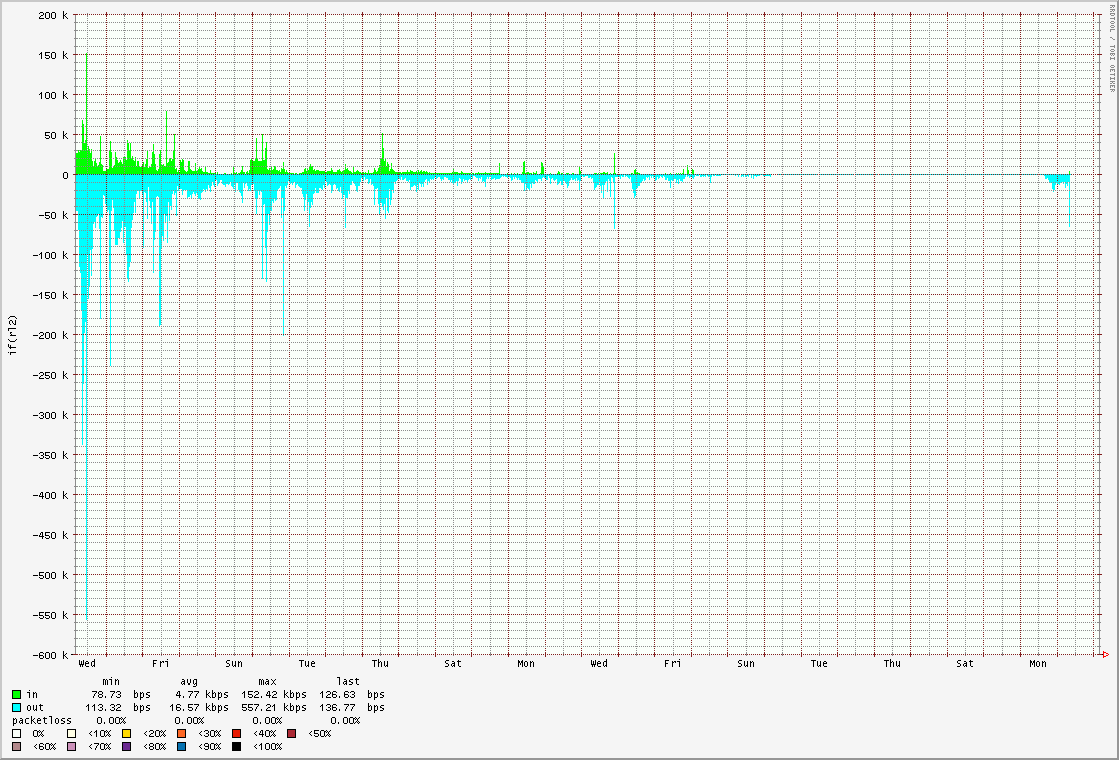 RRDTOOL / TOBI OETIKER
200 k
150 k
100 k
50 k
0
-50 k
-100 k
-150 k
-200 k
-250 k
-300 k
-350 k
-400 k
-450 k
-500 k
-550 k
-600 k
if(rl2)
Wed Fri Sun Tue Thu Sat Mon Wed Fri Sun Tue Thu Sat Mon
min avg max last
in 78.73 bps 4.77 kbps 152.42 kbps 126.63 bps
out 113.32 bps 16.57 kbps 557.21 kbps 136.77 bps
packetloss 0.00% 0.00% 0.00% 0.00%
0% <10% <20% <30% <40% <50%
<60% <70% <80% <90% <100%